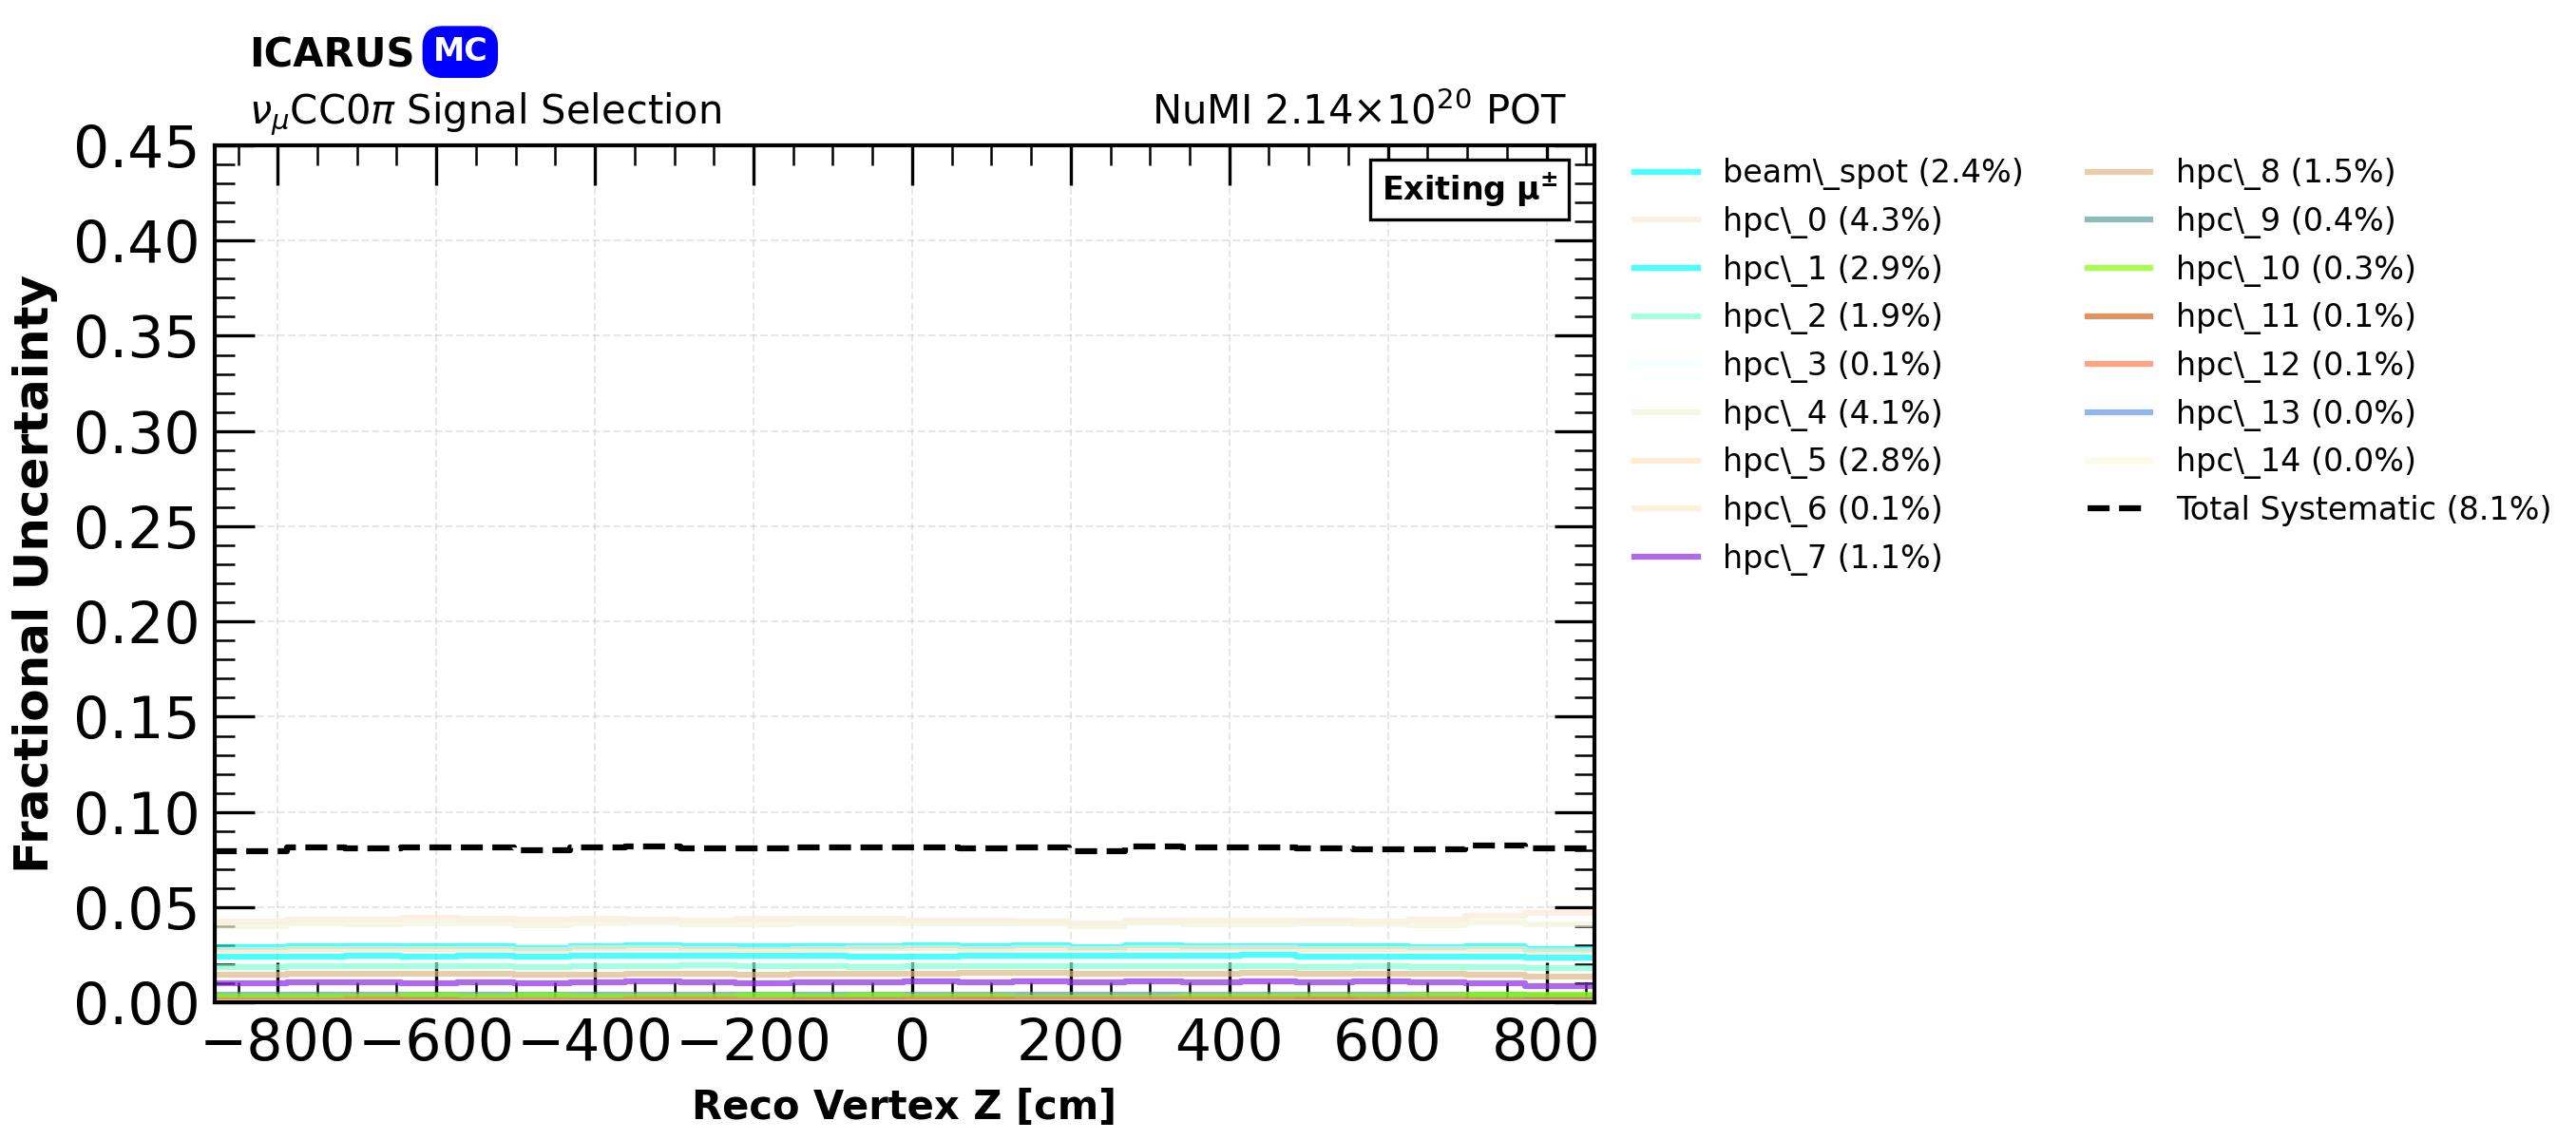 ICARUS MC
νμCC0π Signal Selection
NuMI 2.14×10²⁰ POT
Exiting μ±
Fractional Uncertainty
0.45
0.40
0.35
0.30
0.25
0.20
0.15
0.10
0.05
0.00
−800 −600 −400 −200 0 200 400 600 800
Reco Vertex Z [cm]
beam\_spot (2.4%)
hpc\_0 (4.3%)
hpc\_1 (2.9%)
hpc\_2 (1.9%)
hpc\_3 (0.1%)
hpc\_4 (4.1%)
hpc\_5 (2.8%)
hpc\_6 (0.1%)
hpc\_7 (1.1%)
hpc\_8 (1.5%)
hpc\_9 (0.4%)
hpc\_10 (0.3%)
hpc\_11 (0.1%)
hpc\_12 (0.1%)
hpc\_13 (0.0%)
hpc\_14 (0.0%)
Total Systematic (8.1%)